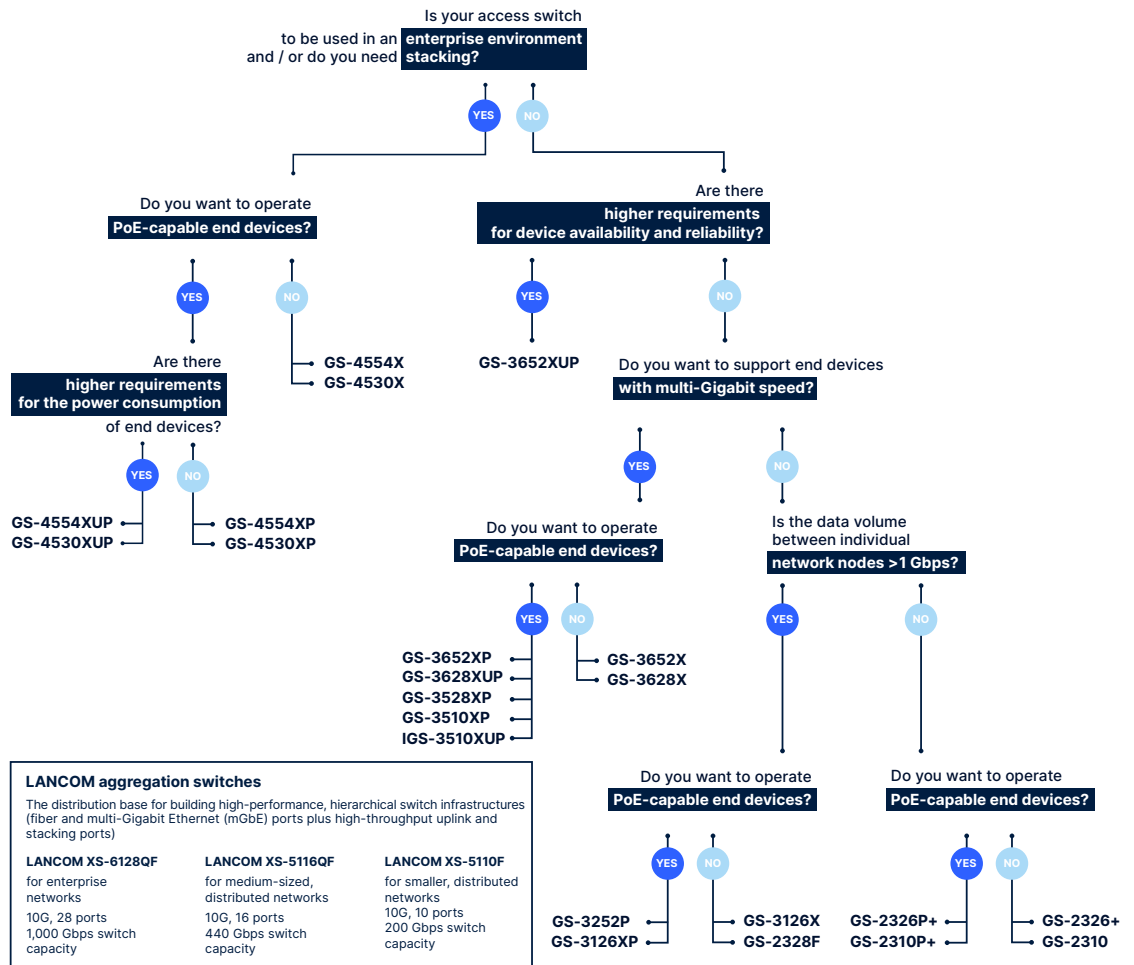 Is your access switch
to be used in an enterprise environment
and / or do you need stacking?
YES
NO
Do you want to operate
PoE-capable end devices?
YES
NO
GS-4554X
GS-4530X
Are there
higher requirements
for the power consumption
of end devices?
YES
NO
GS-4554XUP
GS-4530XUP
GS-4554XP
GS-4530XP
Are there
higher requirements
for device availability and reliability?
YES
NO
GS-3652XUP
Do you want to support end devices
with multi-Gigabit speed?
YES
NO
Do you want to operate
PoE-capable end devices?
YES
NO
GS-3652XP
GS-3628XUP
GS-3528XP
GS-3510XP
IGS-3510XUP
GS-3652X
GS-3628X
Is the data volume
between individual
network nodes >1 Gbps?
YES
NO
Do you want to operate
PoE-capable end devices?
YES
NO
GS-3252P
GS-3126XP
GS-3126X
GS-2328F
Do you want to operate
PoE-capable end devices?
YES
NO
GS-2326P+
GS-2310P+
GS-2326+
GS-2310
LANCOM aggregation switches
The distribution base for building high-performance, hierarchical switch infrastructures
(fiber and multi-Gigabit Ethernet (mGbE) ports plus high-throughput uplink and
stacking ports)
LANCOM XS-6128QF
for enterprise
networks
10G, 28 ports
1,000 Gbps switch
capacity
LANCOM XS-5116QF
for medium-sized,
distributed networks
10G, 16 ports
440 Gbps switch
capacity
LANCOM XS-5110F
for smaller, distributed
networks
10G, 10 ports
200 Gbps switch
capacity